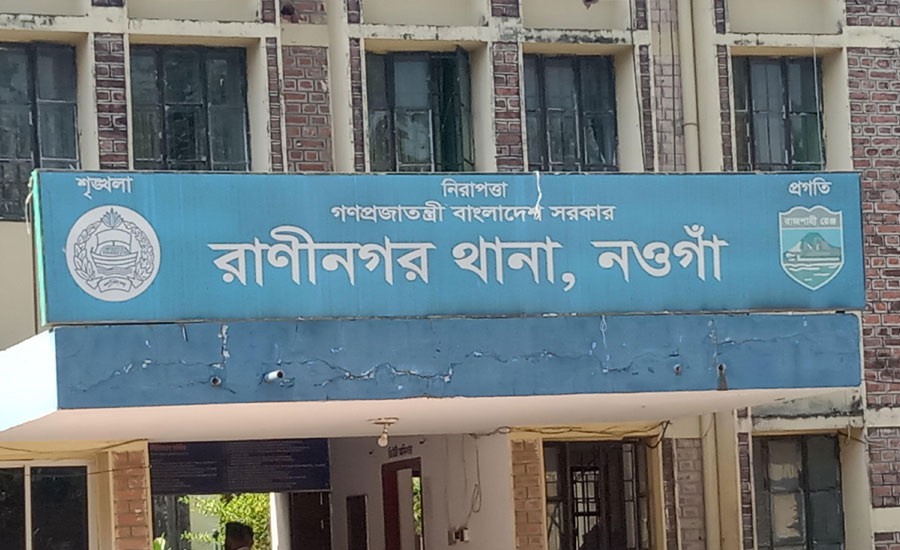 শৃঙ্খলা নিরাপত্তা প্রগতি
গণপ্রজাতন্ত্রী বাংলাদেশ সরকার
রাণীনগর থানা, নওগাঁ
রাজশাহী রেঞ্জ